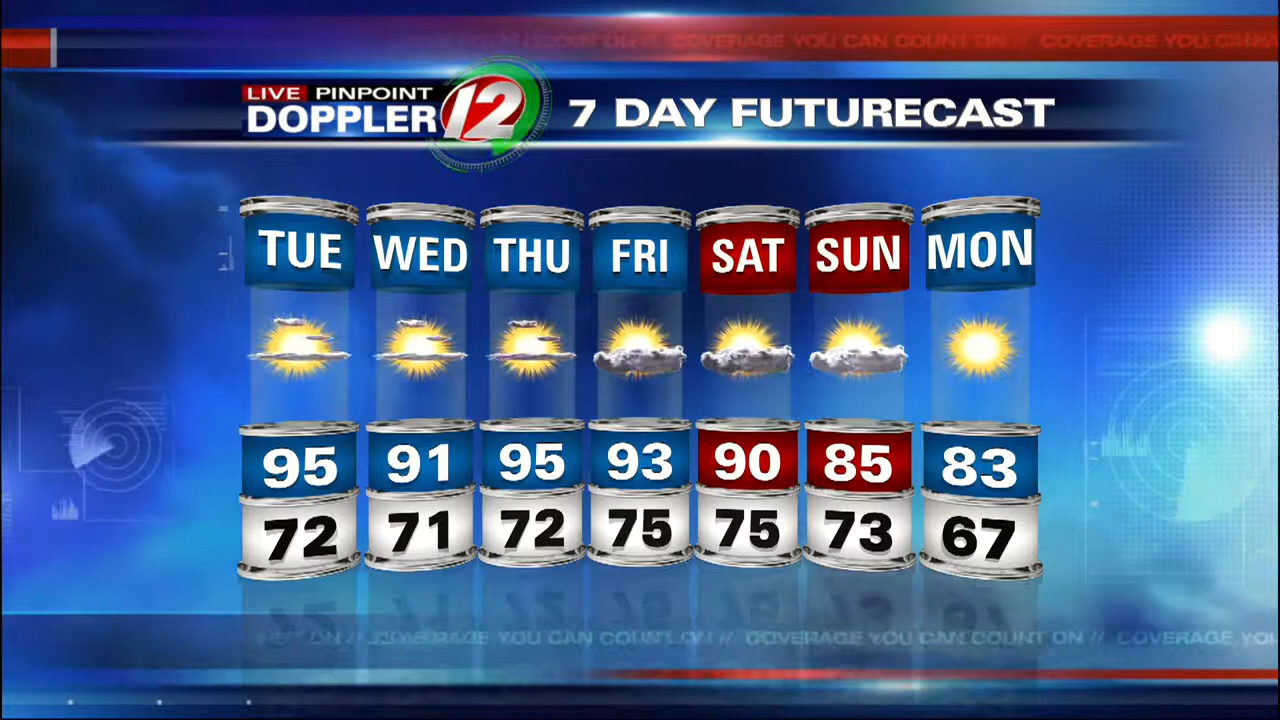 COVERAGE YOU CAN COUNT ON // COVERAGE YOU CAN
LIVE PINPOINT
DOPPLER 12
7 DAY FUTURECAST
TUE WED THU FRI SAT SUN MON
95 91 95 93 90 85 83
72 71 72 75 75 73 67
COVERAGE YOU CAN COUNT ON // COVERAGE YOU CAN COUNT ON // COVERAGE YOU